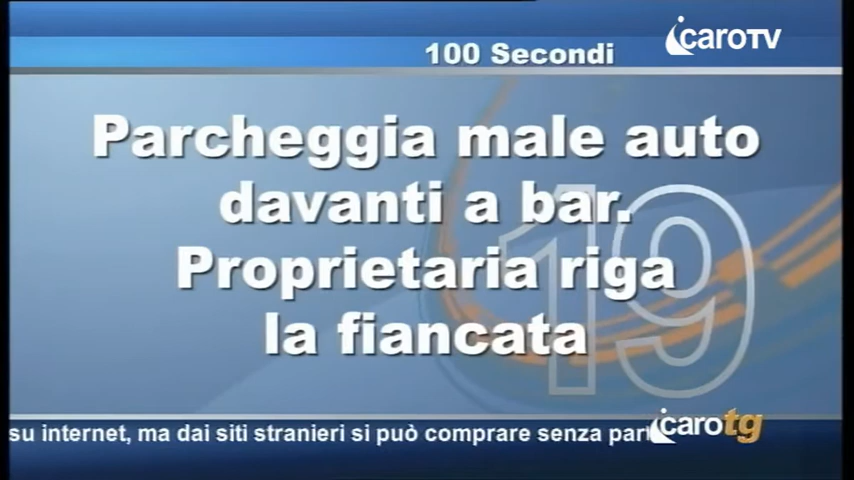 icaroTV
100 Secondi
Parcheggia male auto
davanti a bar.
Proprietaria riga
la fiancata
19
su internet, ma dai siti stranieri si può comprare senza
icarotg